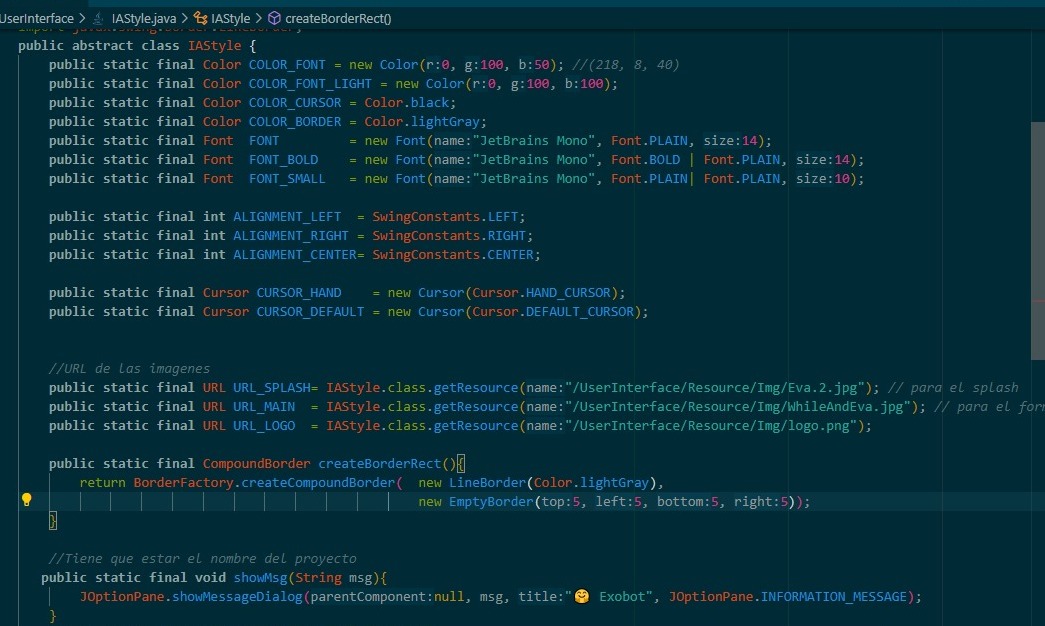 UserInterface > IAStyle.java > IAStyle > createBorderRect()
import javax.swing.border.LineBorder;
public abstract class IAStyle {
public static final Color COLOR_FONT = new Color(r:0, g:100, b:50); //(218, 8, 40)
public static final Color COLOR_FONT_LIGHT = new Color(r:0, g:100, b:100);
public static final Color COLOR_CURSOR = Color.black;
public static final Color COLOR_BORDER = Color.lightGray;
public static final Font FONT = new Font(name:"JetBrains Mono", Font.PLAIN, size:14);
public static final Font FONT_BOLD = new Font(name:"JetBrains Mono", Font.BOLD | Font.PLAIN, size:14);
public static final Font FONT_SMALL = new Font(name:"JetBrains Mono", Font.PLAIN| Font.PLAIN, size:10);
public static final int ALIGNMENT_LEFT = SwingConstants.LEFT;
public static final int ALIGNMENT_RIGHT = SwingConstants.RIGHT;
public static final int ALIGNMENT_CENTER= SwingConstants.CENTER;
public static final Cursor CURSOR_HAND = new Cursor(Cursor.HAND_CURSOR);
public static final Cursor CURSOR_DEFAULT = new Cursor(Cursor.DEFAULT_CURSOR);
//URL de las imagenes
public static final URL URL_SPLASH= IAStyle.class.getResource(name:"/UserInterface/Resource/Img/Eva.2.jpg"); // para el splash
public static final URL URL_MAIN = IAStyle.class.getResource(name:"/UserInterface/Resource/Img/WhileAndEva.jpg"); // para el for
public static final URL URL_LOGO = IAStyle.class.getResource(name:"/UserInterface/Resource/Img/logo.png");
public static final CompoundBorder createBorderRect(){
return BorderFactory.createCompoundBorder( new LineBorder(Color.lightGray),
new EmptyBorder(top:5, left:5, bottom:5, right:5));
}
//Tiene que estar el nombre del proyecto
public static final void showMsg(String msg){
JOptionPane.showMessageDialog(parentComponent:null, msg, title:"🤗 Exobot", JOptionPane.INFORMATION_MESSAGE);
}